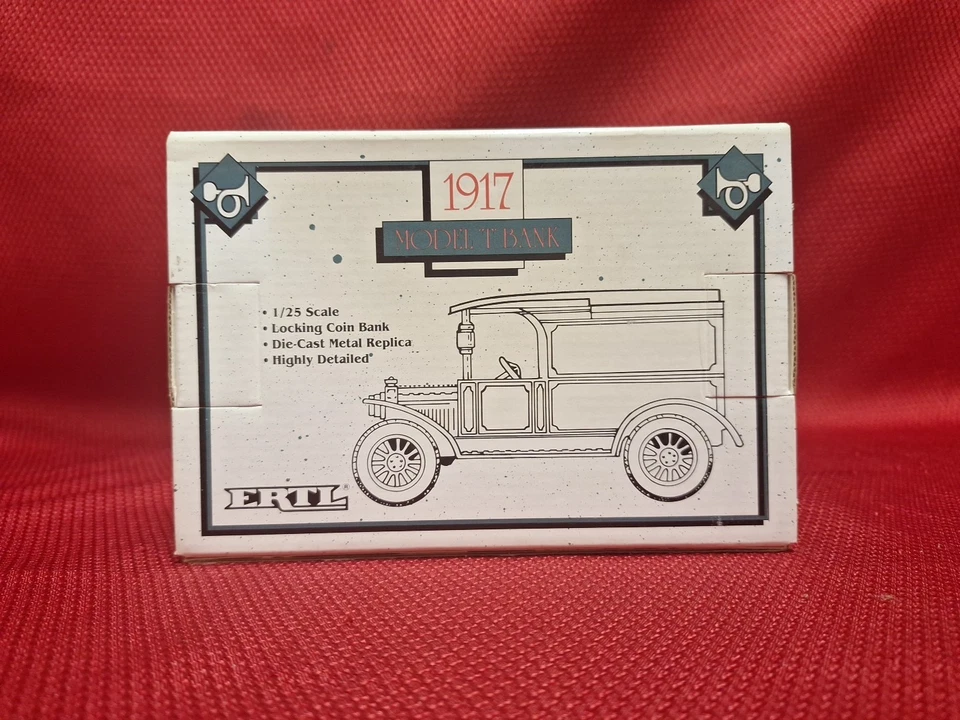 1917
MODEL T BANK
• 1/25 Scale
• Locking Coin Bank
• Die-Cast Metal Replica
• Highly Detailed
ERTL®